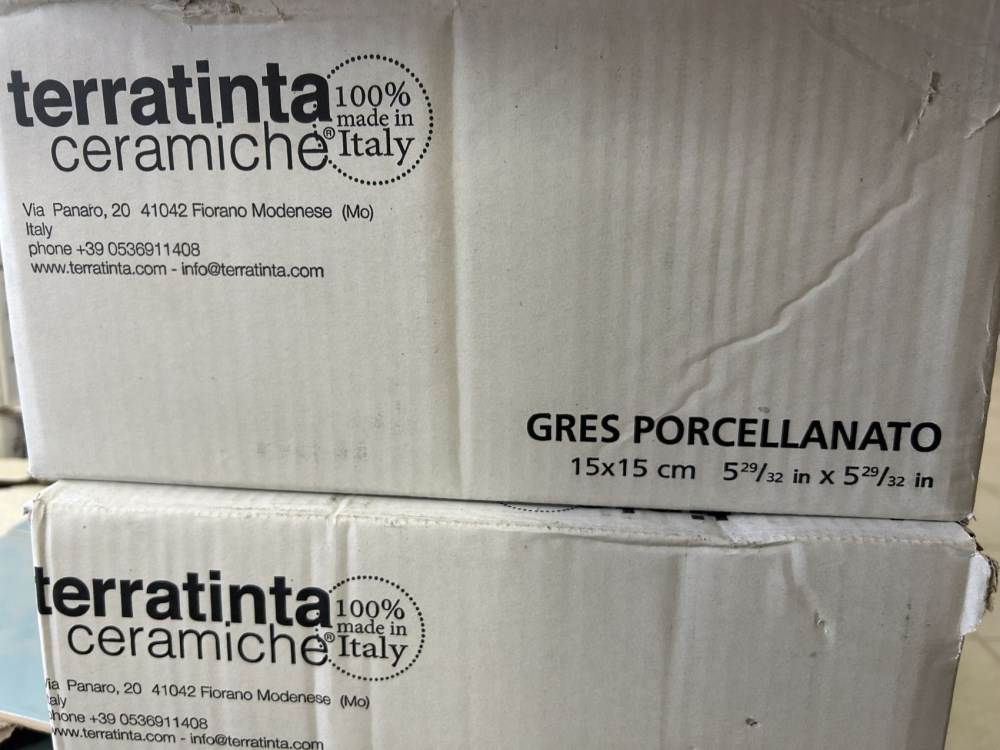 terratinta
ceramiche®
100%
made in
Italy
Via Panaro, 20 41042 Fiorano Modenese (Mo)
Italy
phone +39 0536911408
www.terratinta.com - info@terratinta.com
GRES PORCELLANATO
15x15 cm 5 29/32 in x 5 29/32 in
terratinta
ceramiche®
100%
made in
Italy
ia Panaro, 20 41042 Fiorano Modenese (Mo)
aly
hone +39 0536911408
www.terratinta.com - info@terratinta.com